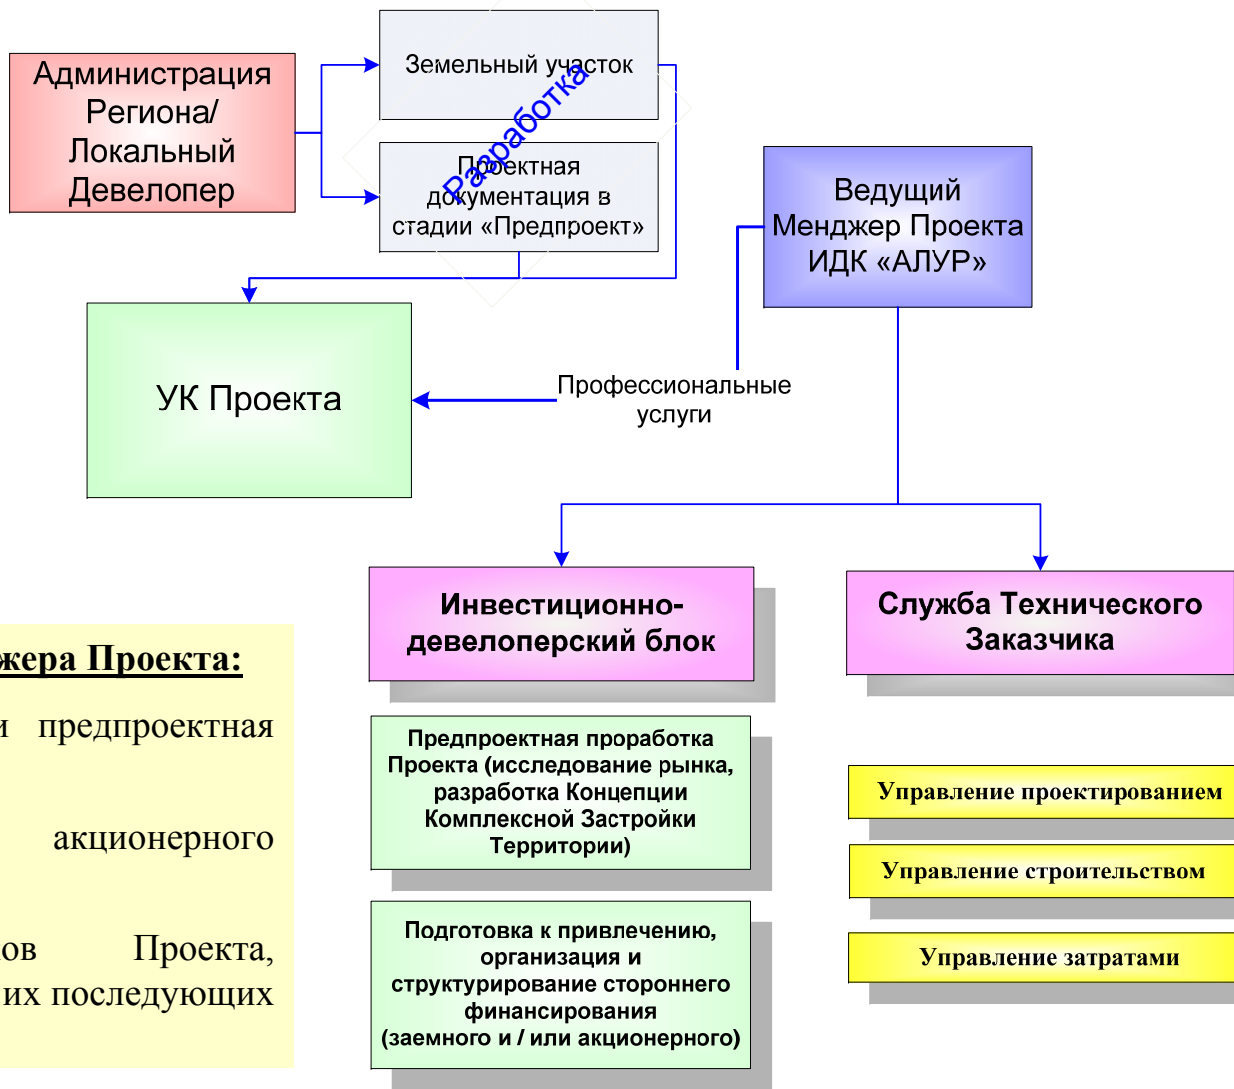 Администрация
Региона/
Локальный
Девелопер
Земельный участок
Разработка
Проектная
документация в
стадии «Предпроект»
Ведущий
Менджер Проекта
ИДК «АЛУР»
УК Проекта
Профессиональные
услуги
Инвестиционно-
девелоперский блок
Служба Технического
Заказчика
Предпроектная проработка
Проекта (исследование рынка,
разработка Концепции
Комплексной Застройки
Территории)
Подготовка к привлечению,
организация и
структурирование стороннего
финансирования
(заемного и / или акционерного)
Управление проектированием
Управление строительством
Управление затратами
жера Проекта:
и предпроектная
акционерного
ов Проекта,
их последующих